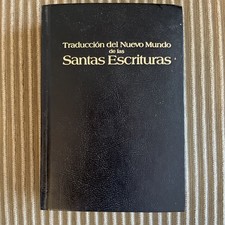 Traducción del Nuevo Mundo
de las
Santas Escrituras